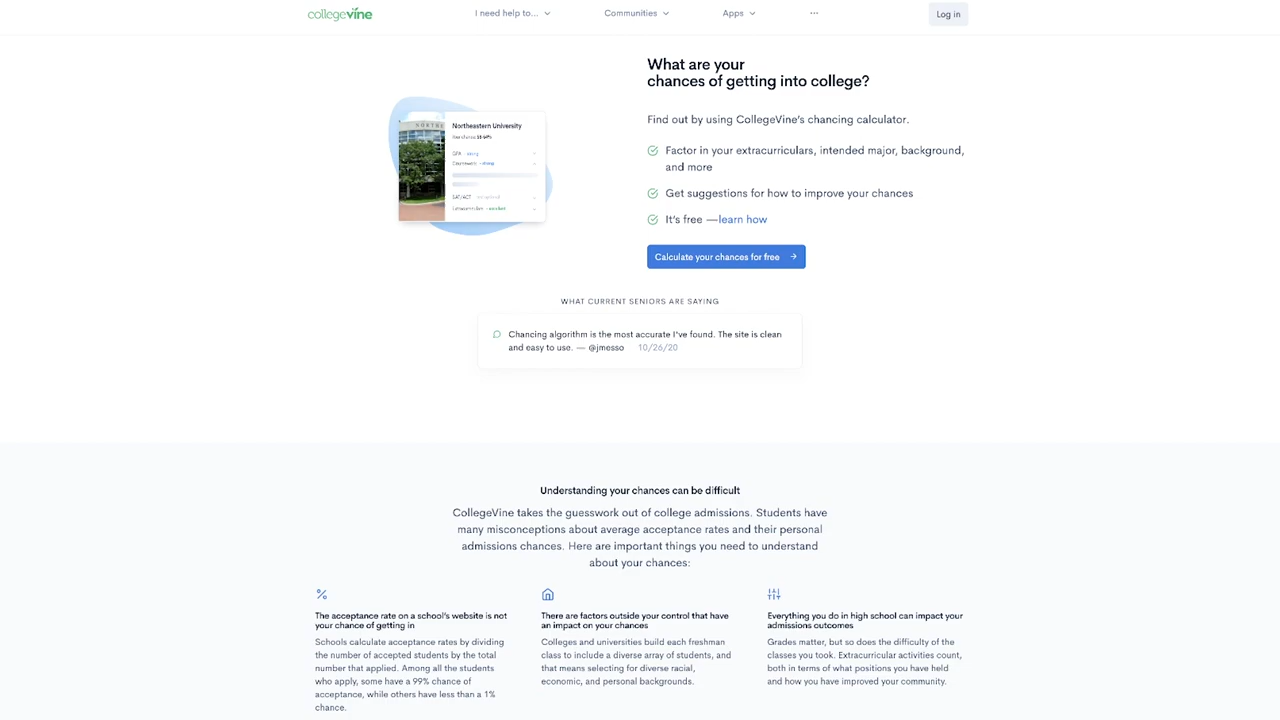 collegevine
I need help to...
Communities
Apps
Log in
What are your
chances of getting into college?
Find out by using CollegeVine's chancing calculator.
Factor in your extracurriculars, intended major, background,
and more
Get suggestions for how to improve your chances
It's free —learn how
Calculate your chances for free
Northeastern University
GPA
SAT/ACT
WHAT CURRENT SENIORS ARE SAYING
Chancing algorithm is the most accurate I've found. The site is clean
and easy to use. — @jmesso 10/26/20
Understanding your chances can be difficult
CollegeVine takes the guesswork out of college admissions. Students have
many misconceptions about average acceptance rates and their personal
admissions chances. Here are important things you need to understand
about your chances:
The acceptance rate on a school's website is not
your chance of getting in
Schools calculate acceptance rates by dividing
the number of accepted students by the total
number that applied. Among all the students
who apply, some have a 99% chance of
acceptance, while others have less than a 1%
chance.
There are factors outside your control that have
an impact on your chances
Colleges and universities build each freshman
class to include a diverse array of students, and
that means selecting for diverse racial,
economic, and personal backgrounds.
Everything you do in high school can impact your
admissions outcomes
Grades matter, but so does the difficulty of the
classes you took. Extracurricular activities count,
both in terms of what positions you have held
and how you have improved your community.